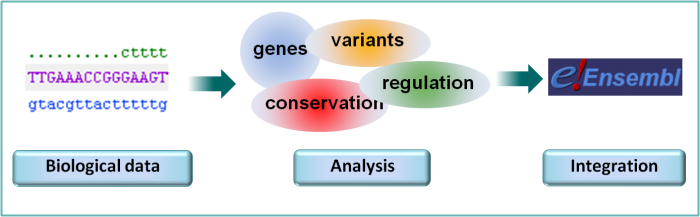 ..........ctttt
TTGAAACCGGGAAGT
gtacgttactttttg
genes
variants
regulation
conservation
e!Ensembl
Biological data
Analysis
Integration